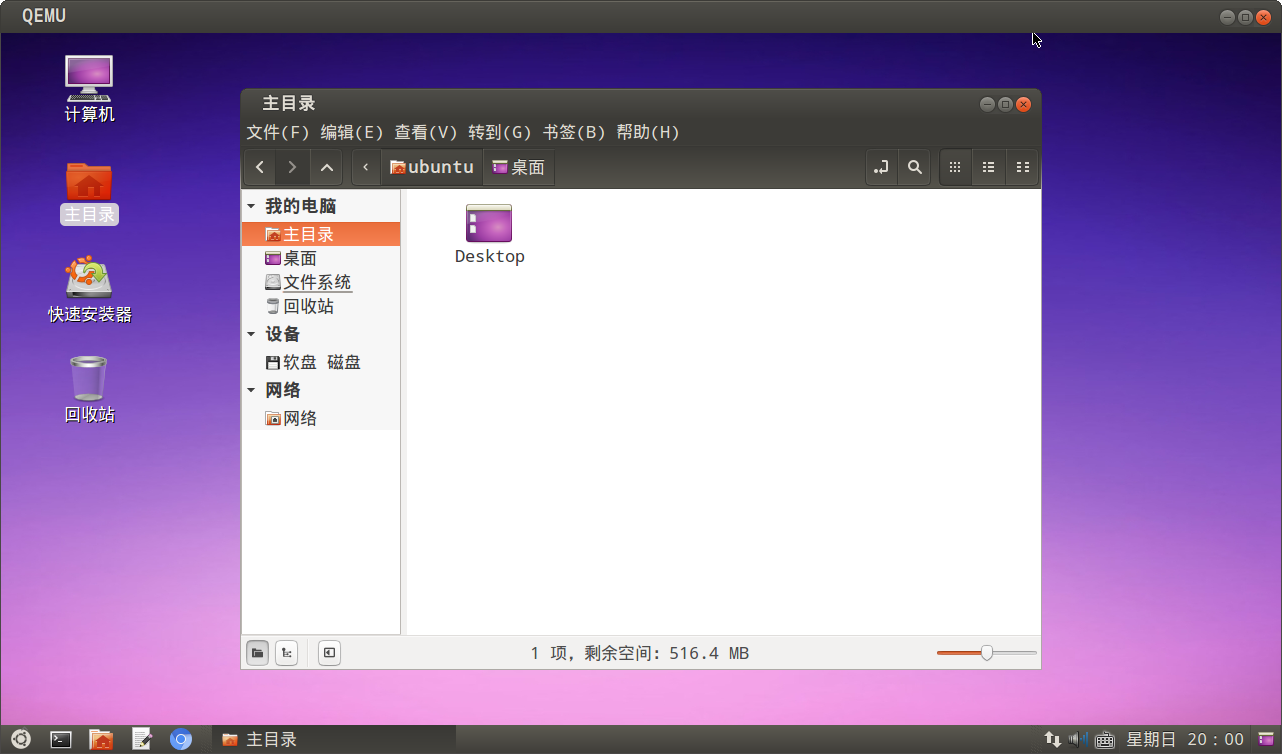 QEMU
计算机
主目录
快速安装器
回收站
主目录
文件(F) 编辑(E) 查看(V) 转到(G) 书签(B) 帮助(H)
ubuntu 桌面
我的电脑
主目录
桌面
文件系统
回收站
设备
软盘 磁盘
网络
网络
Desktop
1 项, 剩余空间: 516.4 MB
主目录
星期日 20：00